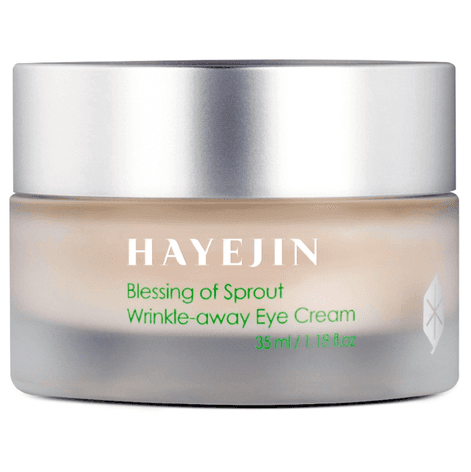 HAYEJIN
Blessing of Sprout
Wrinkle-away Eye Cream
35 ml / 1.18 fl.oz